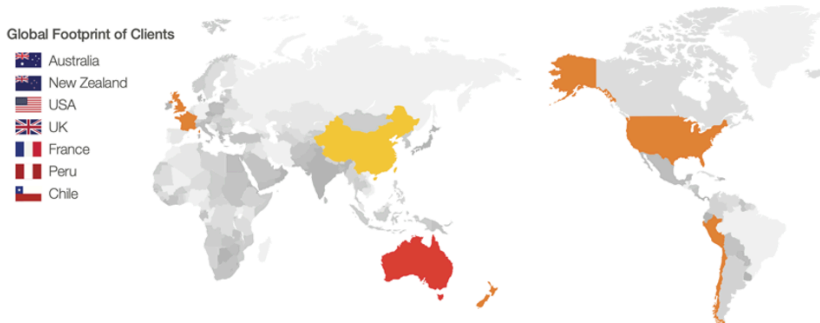 Global Footprint of Clients
Australia
New Zealand
USA
UK
France
Peru
Chile